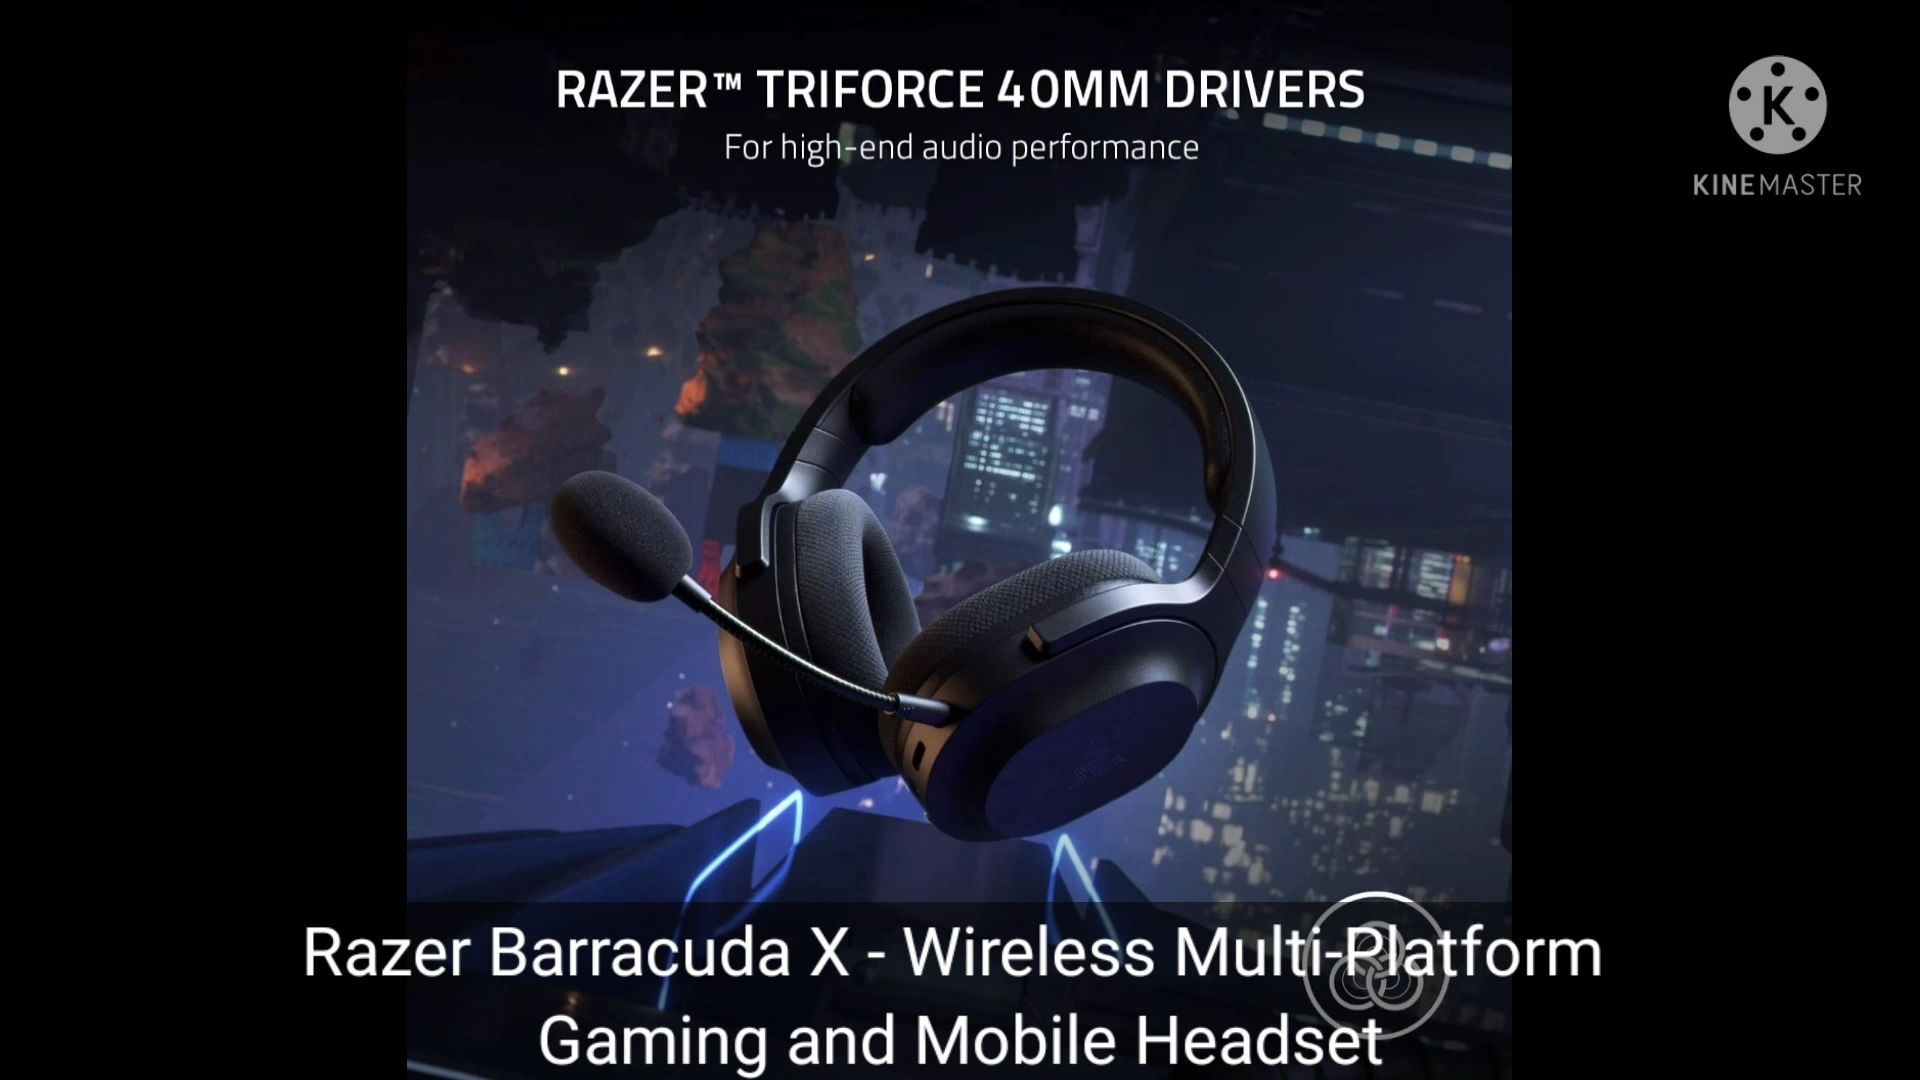 RAZER™ TRIFORCE 40MM DRIVERS
For high-end audio performance
K
KINEMASTER
Razer Barracuda X - Wireless Multi-Platform
Gaming and Mobile Headset